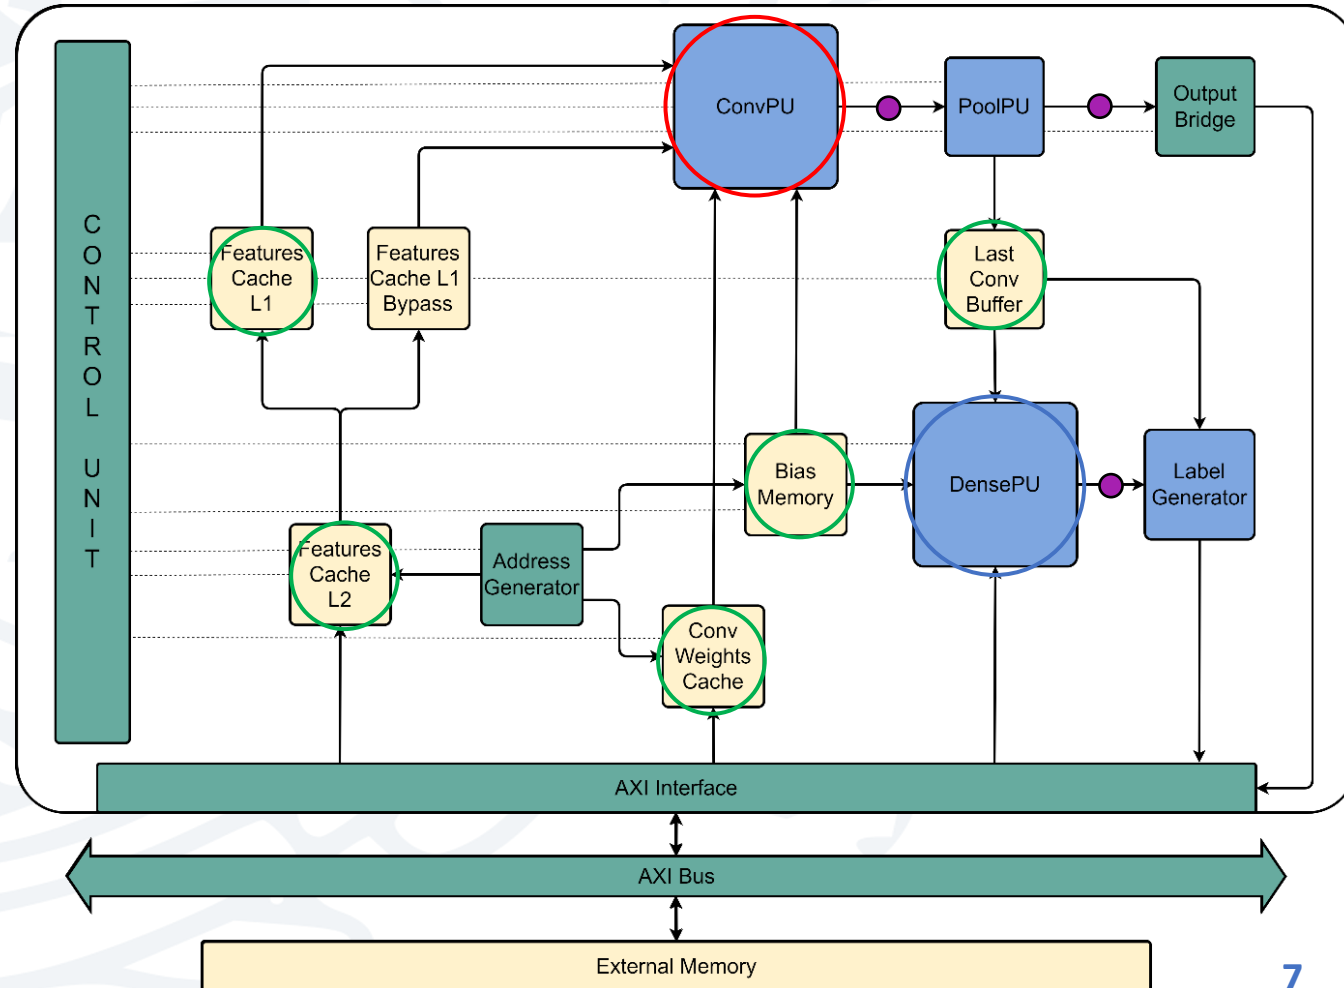 ConvPU
PoolPU
Output
Bridge
C
O
N
T
R
O
L
U
N
I
T
Features
Cache
L1
Features
Cache L1
Bypass
Last
Conv
Buffer
Bias
Memory
DensePU
Label
Generator
Features
Cache
L2
Address
Generator
Conv
Weights
Cache
AXI Interface
AXI Bus
External Memory
7